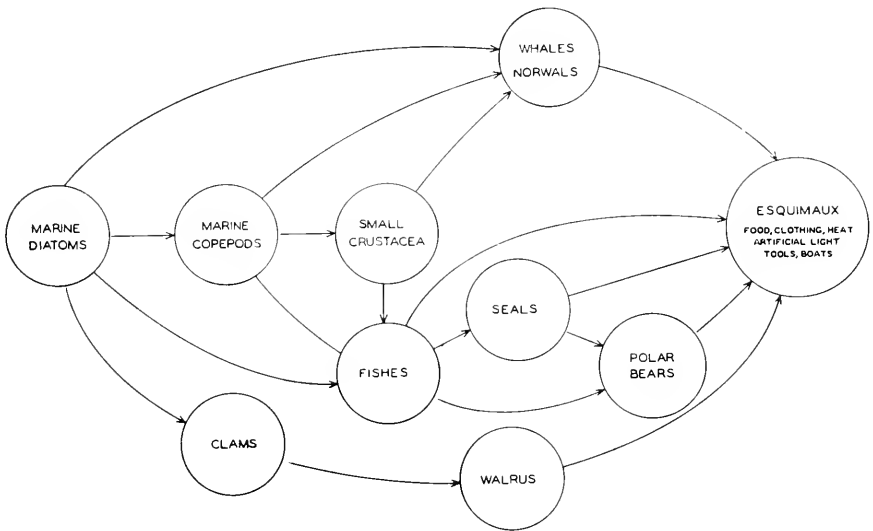 WHALES
NORWALS
ESQUIMAUX
FOOD, CLOTHING, HEAT
ARTIFICIAL LIGHT
TOOLS, BOATS
MARINE
DIATOMS
MARINE
COPEPODS
SMALL
CRUSTACEA
SEALS
POLAR
BEARS
FISHES
CLAMS
WALRUS